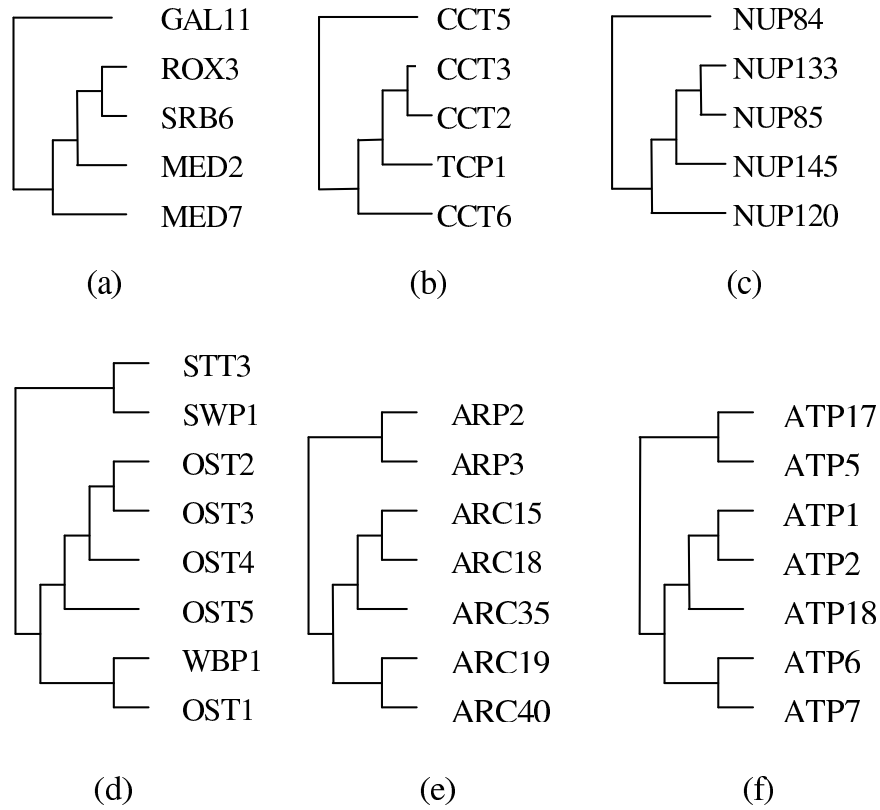 GAL11
ROX3
SRB6
MED2
MED7
(a)
CCT5
CCT3
CCT2
TCP1
CCT6
(b)
NUP84
NUP133
NUP85
NUP145
NUP120
(c)
STT3
SWP1
OST2
OST3
OST4
OST5
WBP1
OST1
(d)
ARP2
ARP3
ARC15
ARC18
ARC35
ARC19
ARC40
(e)
ATP17
ATP5
ATP1
ATP2
ATP18
ATP6
ATP7
(f)